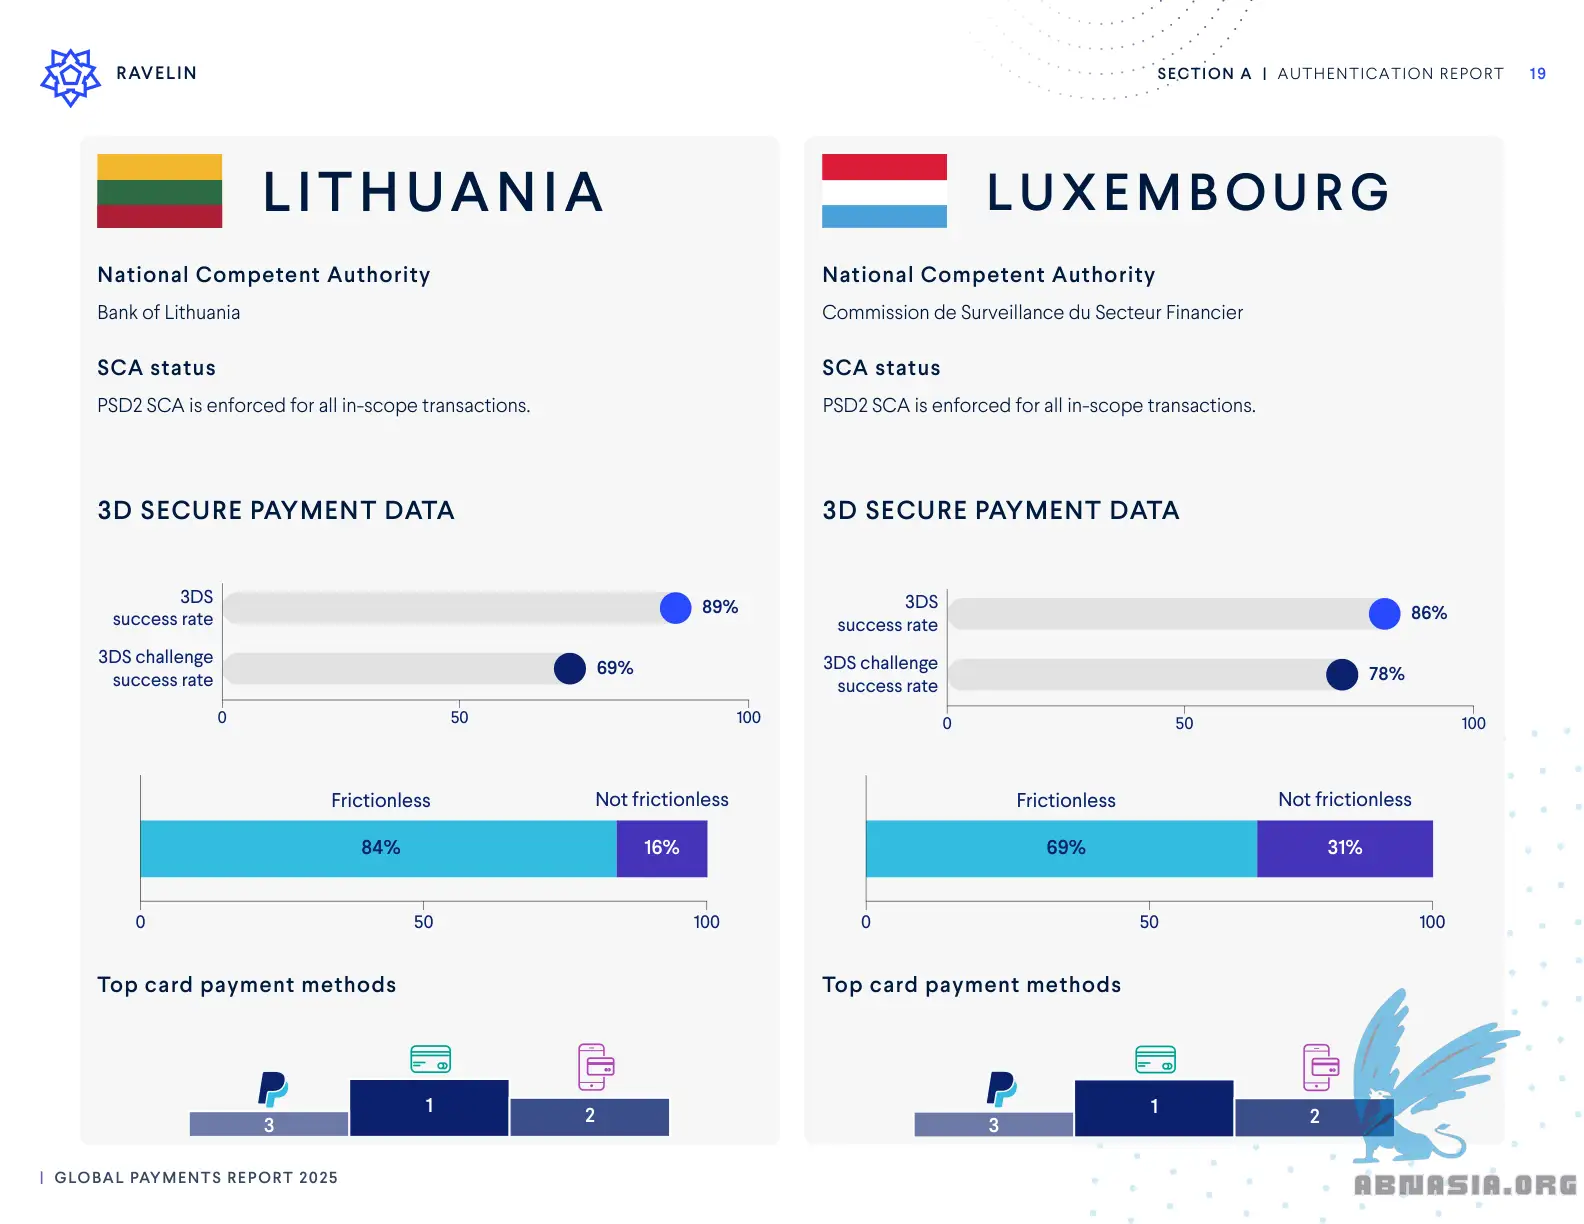 RAVELIN
SECTION A | AUTHENTICATION REPORT 19
LITHUANIA
National Competent Authority
Bank of Lithuania
SCA status
PSD2 SCA is enforced for all in-scope transactions.
3D SECURE PAYMENT DATA
3DS
success rate
89%
3DS challenge
success rate
69%
0 50 100
Frictionless Not frictionless
84% 16%
0 50 100
Top card payment methods
3 1 2
LUXEMBOURG
National Competent Authority
Commission de Surveillance du Secteur Financier
SCA status
PSD2 SCA is enforced for all in-scope transactions.
3D SECURE PAYMENT DATA
3DS
success rate
86%
3DS challenge
success rate
78%
0 50 100
Frictionless Not frictionless
69% 31%
0 50 100
Top card payment methods
3 1 2
| GLOBAL PAYMENTS REPORT 2025
ABNASIA.ORG